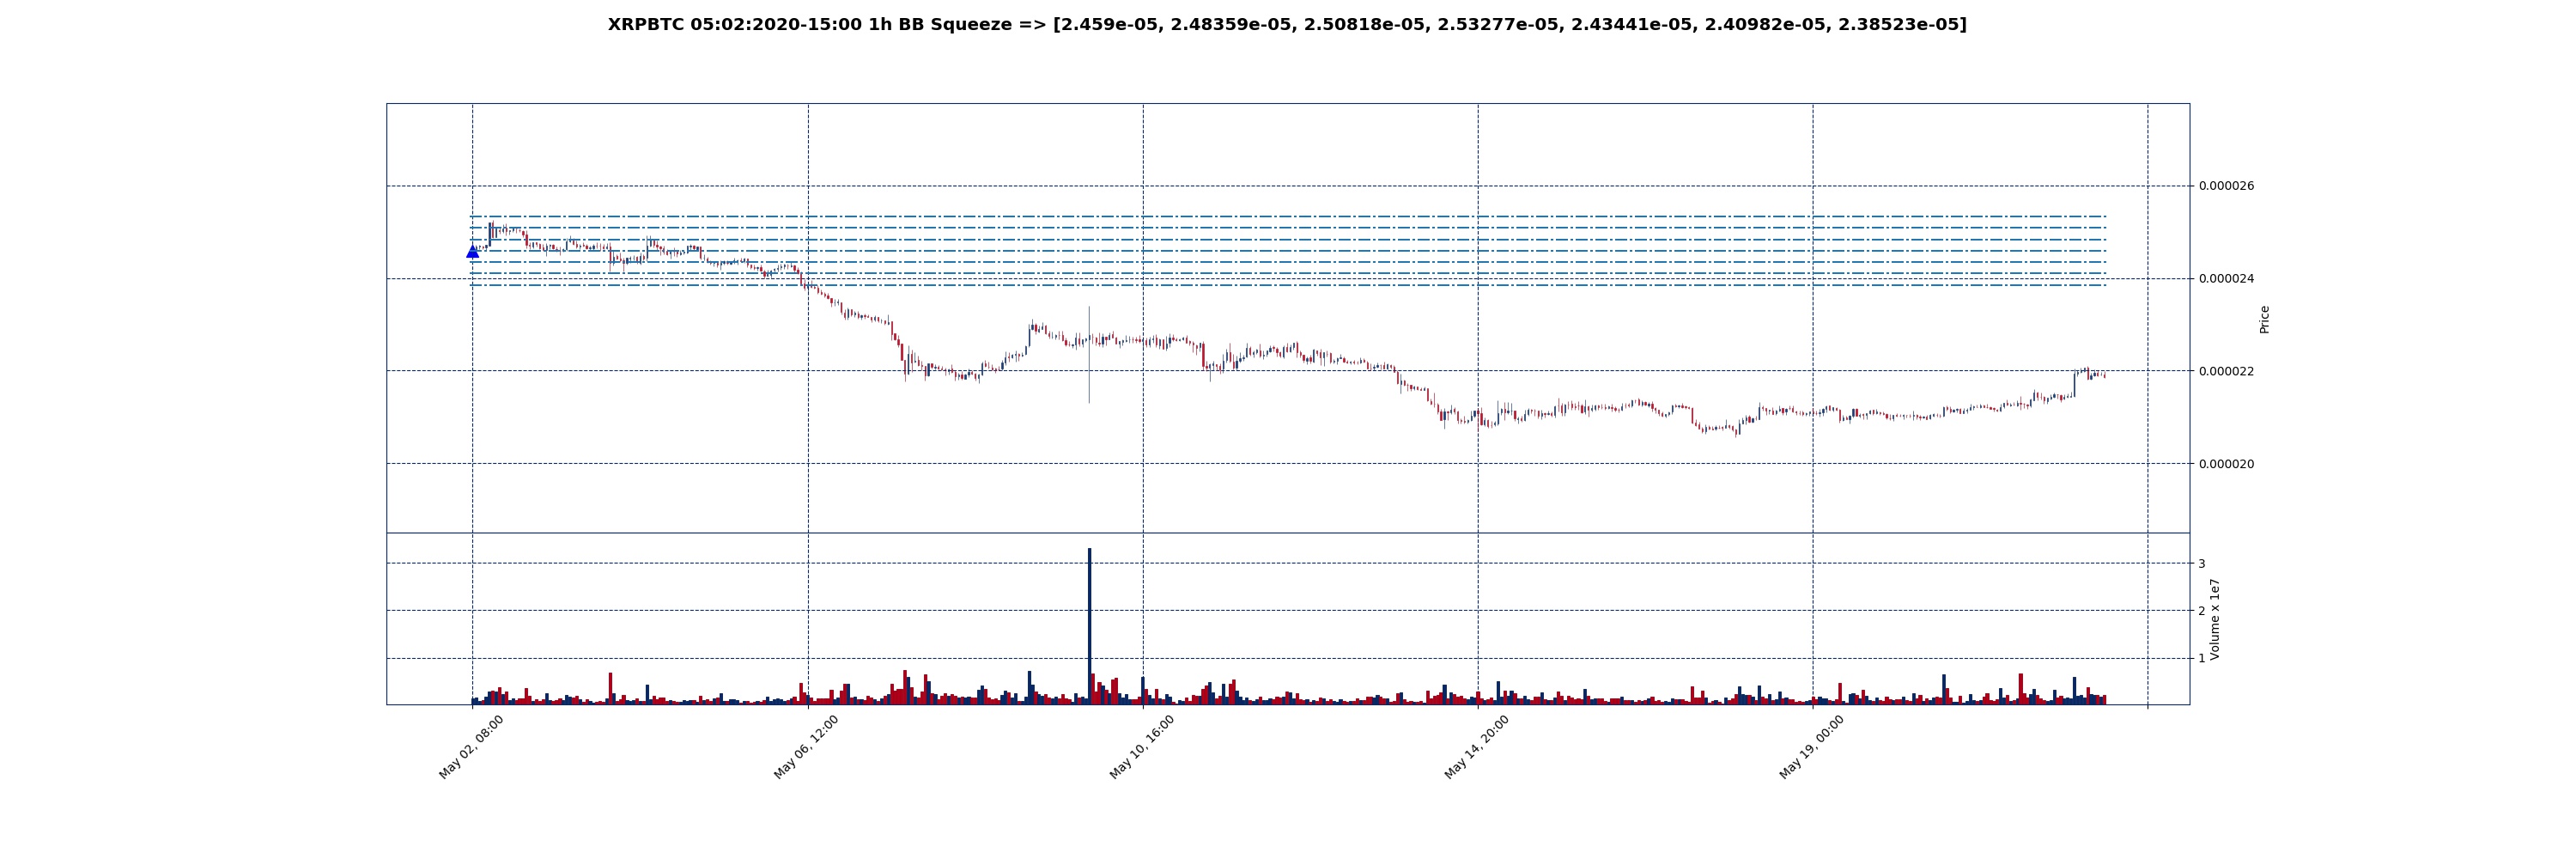 XRPBTC 05:02:2020-15:00 1h BB Squeeze => [2.459e-05, 2.48359e-05, 2.50818e-05, 2.53277e-05, 2.43441e-05, 2.40982e-05, 2.38523e-05]
0.000026
0.000024
0.000022
0.000020
Price
3
2
1
Volume x 1e7
May 02, 08:00
May 06, 12:00
May 10, 16:00
May 14, 20:00
May 19, 00:00